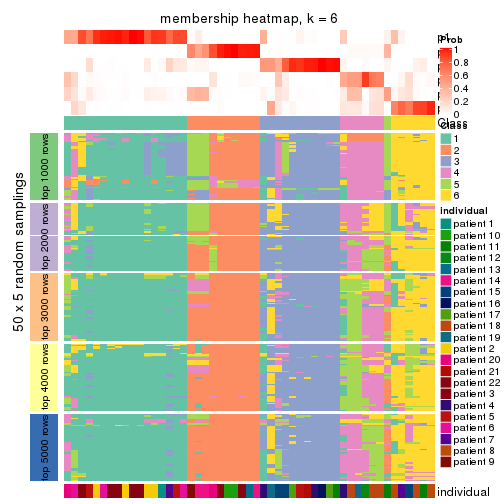 membership heatmap, k = 6
Prob
1
0.8
0.6
0.4
0.2
0
Class
Class
1
2
3
4
5
6
50 x 5 random samplings
top 1000 rows
top 2000 rows
top 3000 rows
top 4000 rows
top 5000 rows
Individual
patient 1
patient 10
patient 11
patient 12
patient 13
patient 14
patient 15
patient 16
patient 17
patient 18
patient 19
patient 2
patient 20
patient 21
patient 22
patient 3
patient 4
patient 5
patient 6
patient 7
patient 8
patient 9
individual